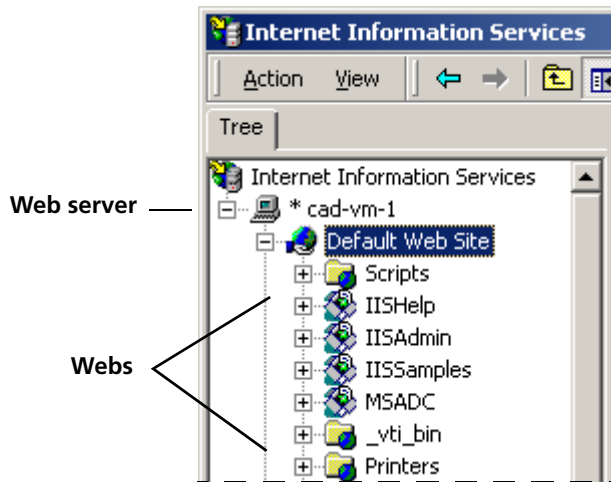 Internet Information Services
Action View
Tree
Internet Information Services
Web server
* cad-vm-1
Default Web Site
Scripts
IISHelp
IISAdmin
IISSamples
Webs
MSADC
_vti_bin
Printers